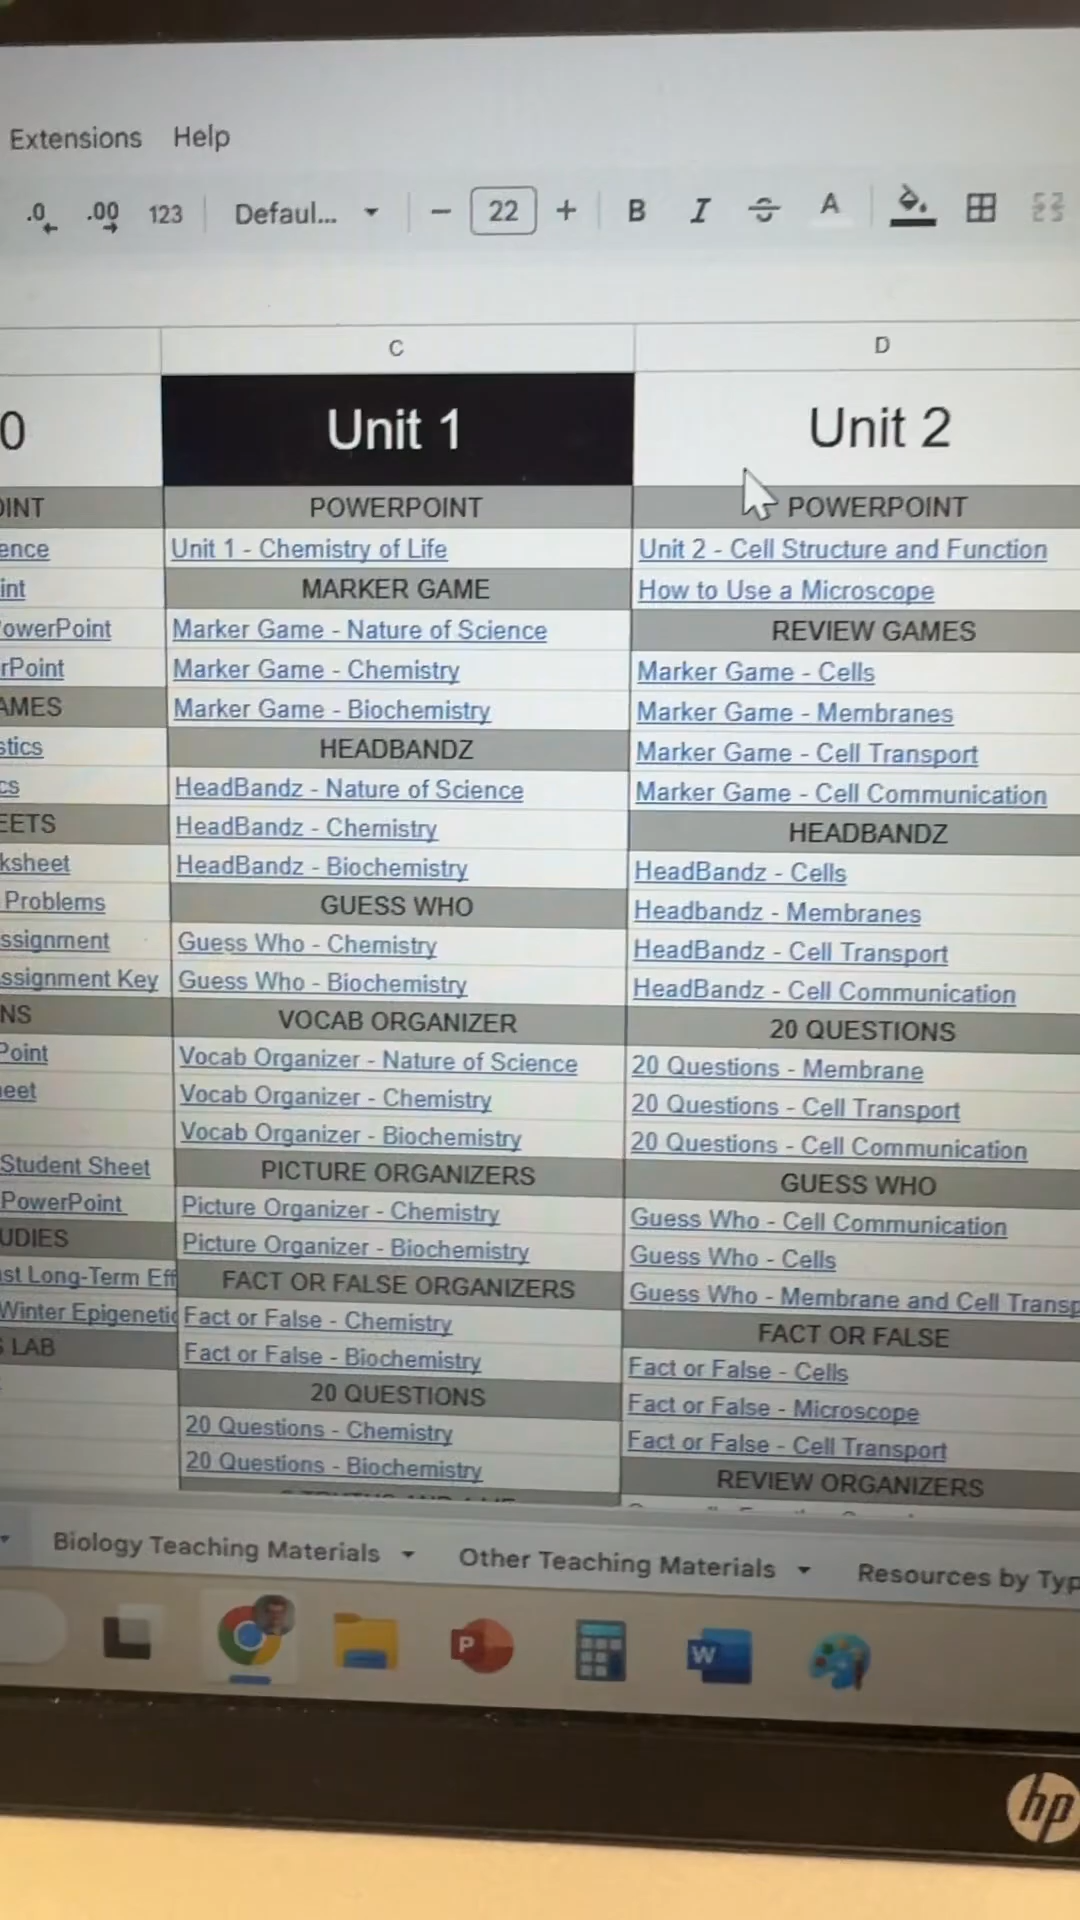 Extensions Help
.0 .00 123 Defaul... − 22 + B I A
C D
0 Unit 1 Unit 2
POWERPOINT POWERPOINT
ence Unit 1 - Chemistry of Life Unit 2 - Cell Structure and Function
int MARKER GAME How to Use a Microscope
owerPoint Marker Game - Nature of Science REVIEW GAMES
rPoint Marker Game - Chemistry Marker Game - Cells
AMES Marker Game - Biochemistry Marker Game - Membranes
stics HEADBANDZ Marker Game - Cell Transport
cs HeadBandz - Nature of Science Marker Game - Cell Communication
EETS HeadBandz - Chemistry HEADBANDZ
ksheet HeadBandz - Biochemistry HeadBandz - Cells
Problems GUESS WHO Headbandz - Membranes
ssignment Guess Who - Chemistry HeadBandz - Cell Transport
ssignment Key Guess Who - Biochemistry HeadBandz - Cell Communication
NS VOCAB ORGANIZER 20 QUESTIONS
Point Vocab Organizer - Nature of Science 20 Questions - Membrane
eet Vocab Organizer - Chemistry 20 Questions - Cell Transport
Vocab Organizer - Biochemistry 20 Questions - Cell Communication
Student Sheet PICTURE ORGANIZERS GUESS WHO
PowerPoint Picture Organizer - Chemistry Guess Who - Cell Communication
UDIES Picture Organizer - Biochemistry Guess Who - Cells
st Long-Term Eff FACT OR FALSE ORGANIZERS Guess Who - Membrane and Cell Transp
Winter Epigenetic Fact or False - Chemistry FACT OR FALSE
LAB Fact or False - Biochemistry Fact or False - Cells
20 QUESTIONS Fact or False - Microscope
20 Questions - Chemistry Fact or False - Cell Transport
20 Questions - Biochemistry REVIEW ORGANIZERS
Biology Teaching Materials Other Teaching Materials Resources by Typ
P W
hp